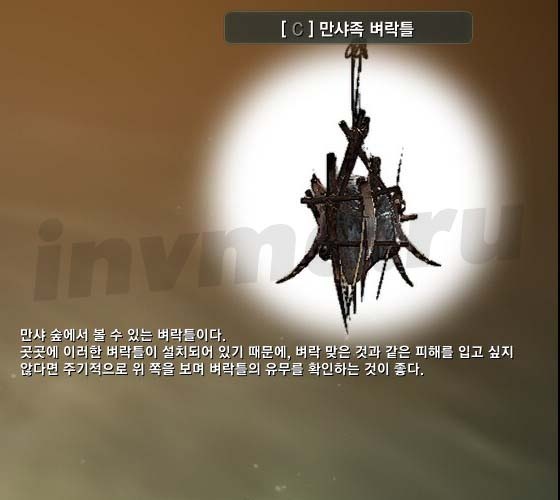 [ C ] 만샤족 벼락틀
만샤 숲에서 볼 수 있는 벼락틀이다.
곳곳에 이러한 벼락틀이 설치되어 있기 때문에, 벼락 맞은 것과 같은 피해를 입고 싶지
않다면 주기적으로 위 쪽을 보며 벼락틀의 유무를 확인하는 것이 좋다.